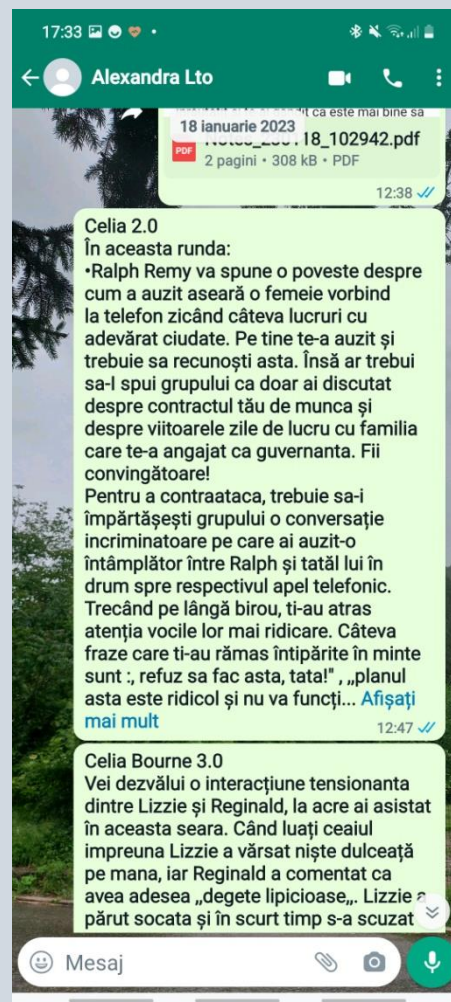 17:33
Alexandra Lto
18 ianuarie 2023
PDF
2 pagini • 308 kB • PDF
12:38
Celia 2.0
În aceasta runda:
•Ralph Remy va spune o poveste despre
cum a auzit aseară o femeie vorbind
la telefon zicând câteva lucruri cu
adevărat ciudate. Pe tine te-a auzit și
trebuie sa recunoști asta. Însă ar trebui
sa-l spui grupului ca doar ai discutat
despre contractul tău de munca și
despre viitoarele zile de lucru cu familia
care te-a angajat ca guvernanta. Fii
convingătoare!
Pentru a contraataca, trebuie sa-i
împărtășești grupului o conversație
incriminatoare pe care ai auzit-o
întâmplător între Ralph și tatăl lui în
drum spre respectivul apel telefonic.
Trecând pe lângă birou, ti-au atras
atenția vocile lor mai ridicare. Câteva
fraze care ti-au rămas întipărite în minte
sunt :, refuz sa fac asta, tata!" , „planul
asta este ridicol și nu va funcți... Afișați
mai mult
12:47
Celia Bourne 3.0
Vei dezvălui o interacțiune tensionanta
dintre Lizzie și Reginald, la acre ai asistat
în aceasta seara. Când luați ceaiul
impreuna Lizzie a vărsat niște dulceață
pe mana, iar Reginald a comentat ca
avea adesea „degete lipicioase„. Lizzie a
părut socata și in scurt timp s-a scuzat
Mesaj